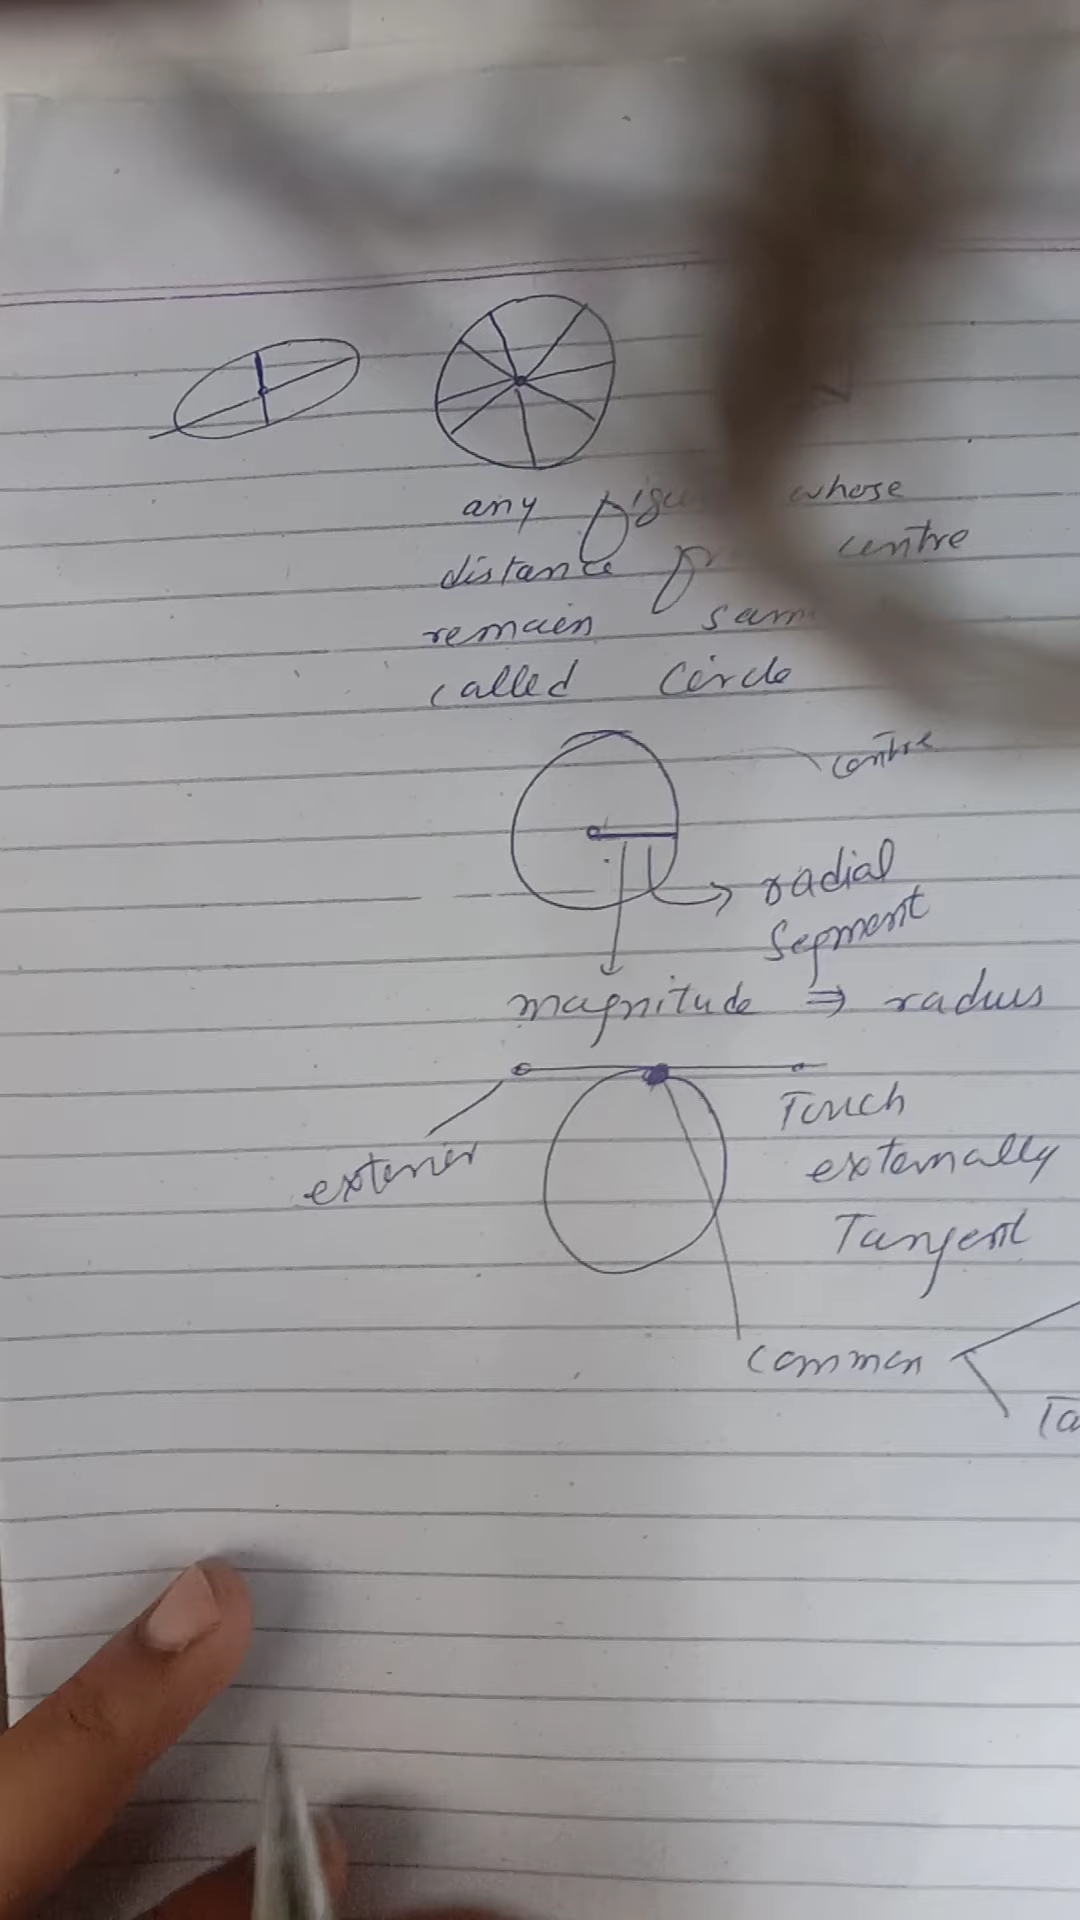 any whose
distance centre
remain
called Circle
centre
radial
Segment
magnitude ⇒ radius
Touch
exterior externally
Tangent
common